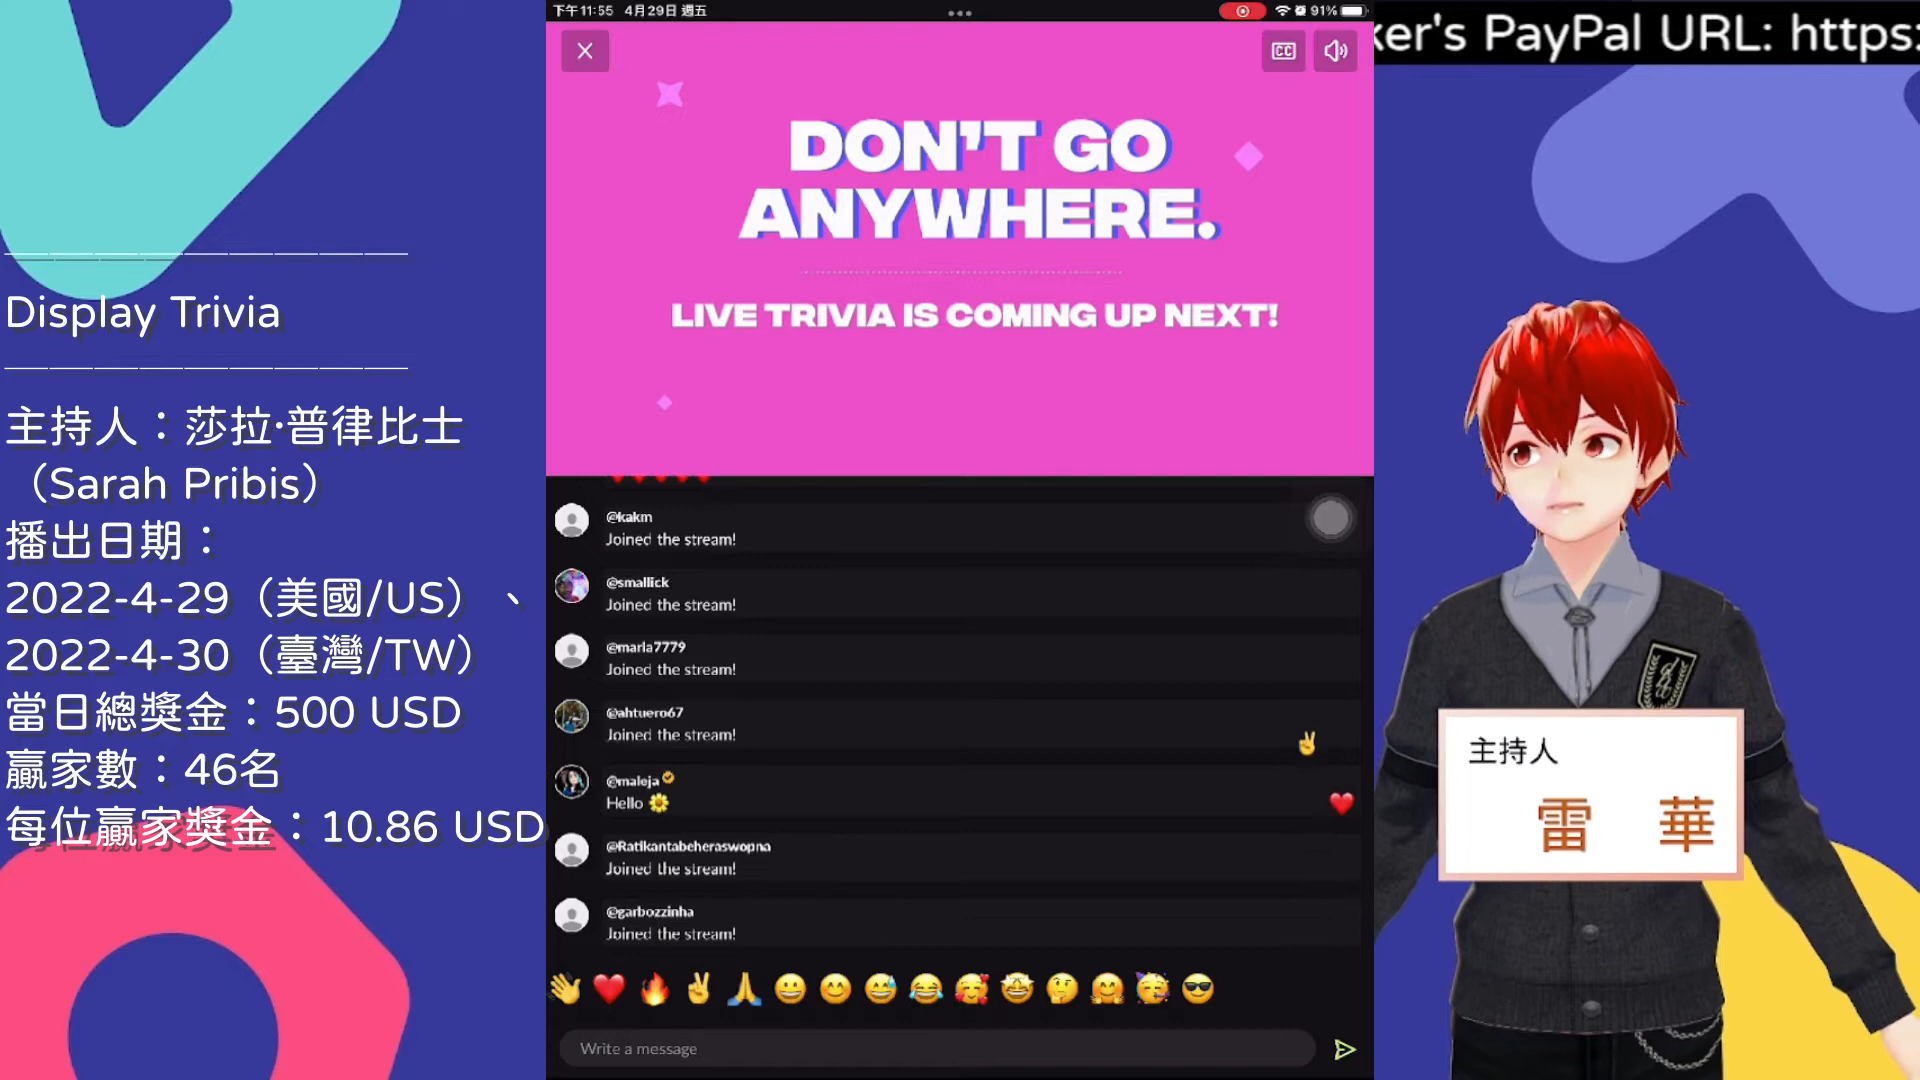 下午11:55 4月29日 週五
91%
CC
DON'T GO
ANYWHERE.
LIVE TRIVIA IS COMING UP NEXT!
ker's PayPal URL: https:
Display Trivia
主持人：莎拉·普律比士
（Sarah Pribis）
播出日期：
2022-4-29（美國/US）、
2022-4-30（臺灣/TW）
當日總獎金：500 USD
贏家數：46名
每位贏家獎金：10.86 USD
@kakm
Joined the stream!
@smallick
Joined the stream!
@marla7779
Joined the stream!
@ahtuero67
Joined the stream!
@maleja
Hello 🌼
@Ratikantabeheraswopna
Joined the stream!
@garbozzinha
Joined the stream!
Write a message
主持人
雷 華